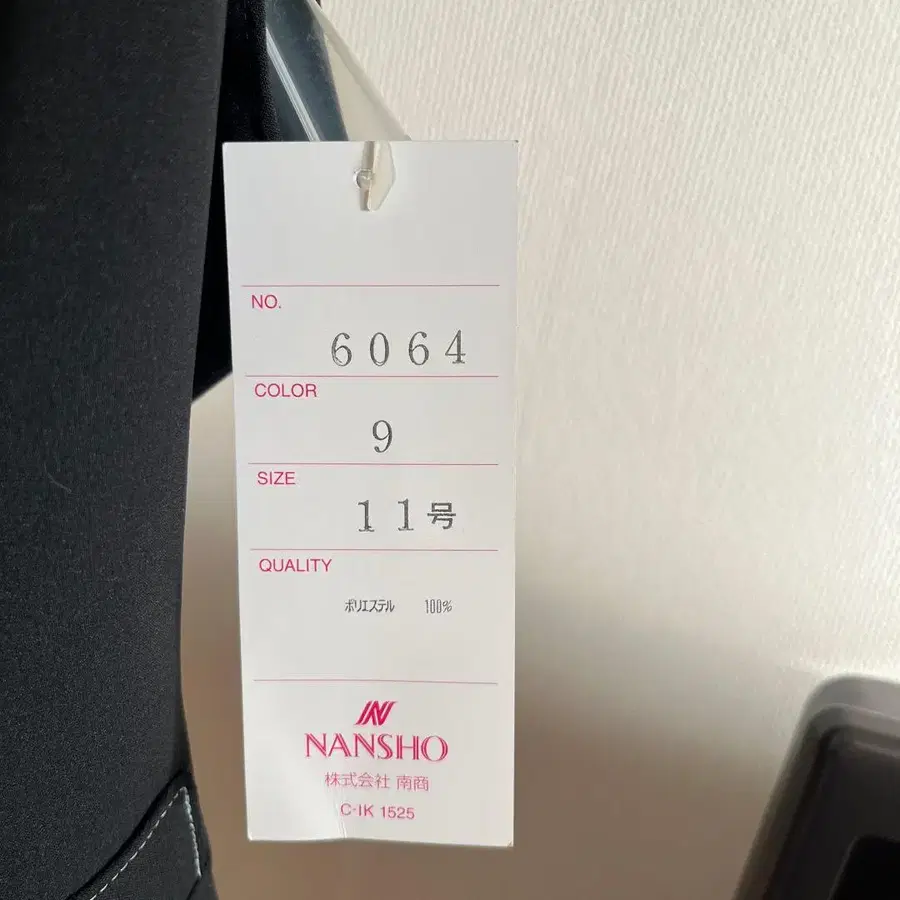 NO.
6064
COLOR
9
SIZE
11号
QUALITY
ポリエステル 100%
NANSHO
株式会社 南商
C-IK 1525